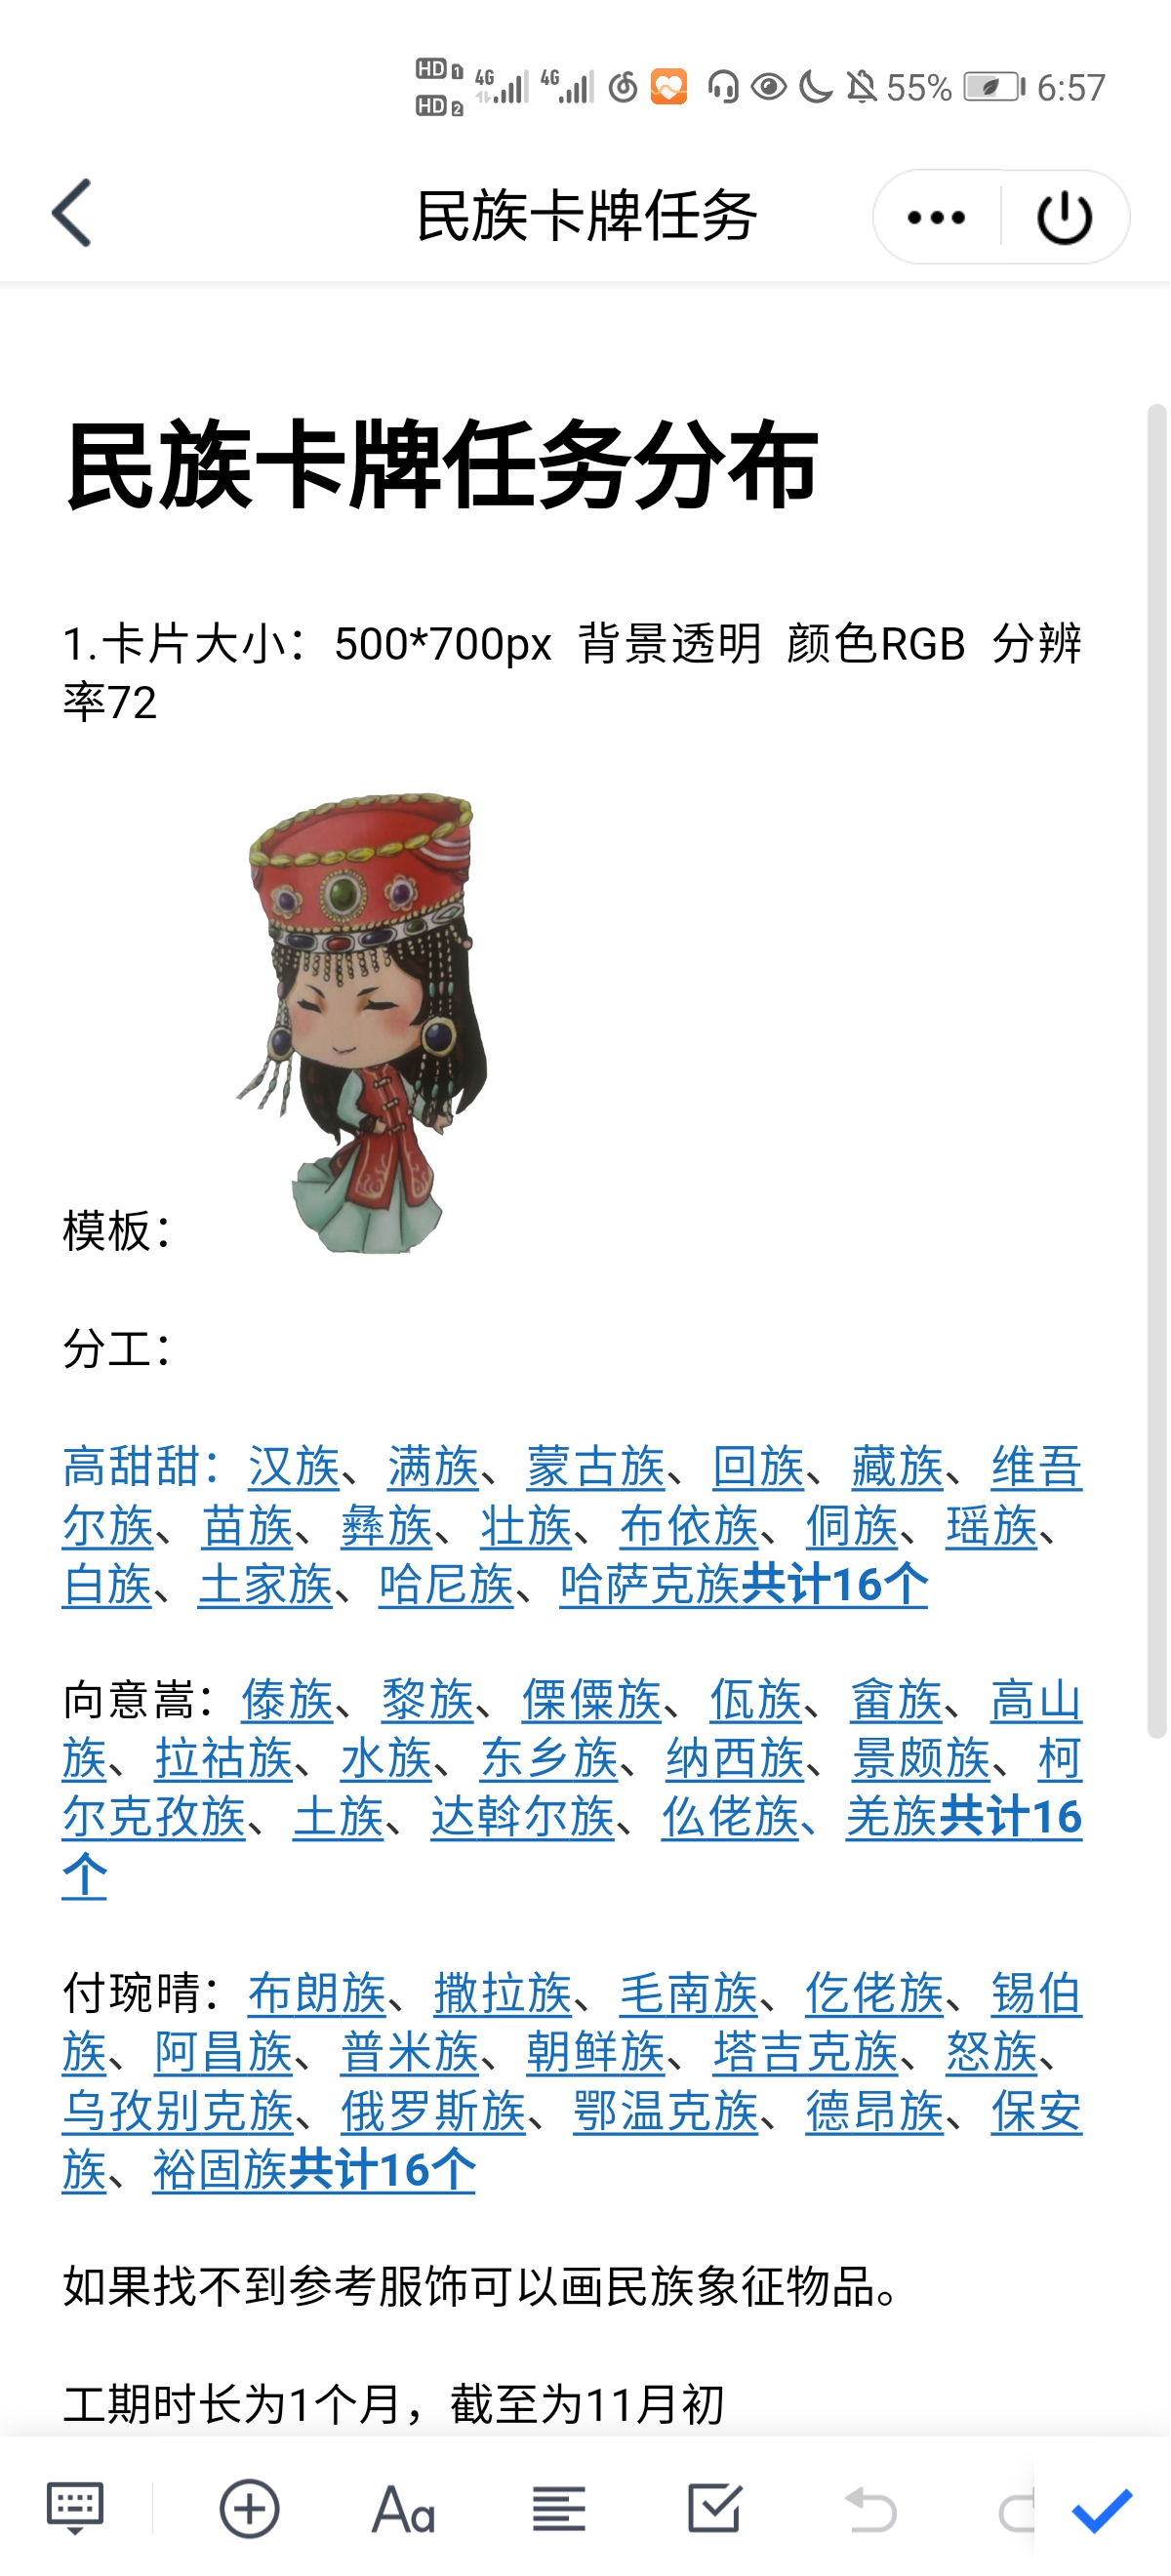 HD 1 4G 4G 55% 6:57
HD 2
民族卡牌任务
民族卡牌任务分布
1.卡片大小：500*700px 背景透明 颜色RGB 分辨
率72
模板：
分工：
高甜甜：汉族、满族、蒙古族、回族、藏族、维吾
尔族、苗族、彝族、壮族、布依族、侗族、瑶族、
白族、土家族、哈尼族、哈萨克族共计16个
向意嵩：傣族、黎族、傈僳族、佤族、畲族、高山
族、拉祜族、水族、东乡族、纳西族、景颇族、柯
尔克孜族、土族、达斡尔族、仫佬族、羌族共计16
个
付琬晴：布朗族、撒拉族、毛南族、仡佬族、锡伯
族、阿昌族、普米族、朝鲜族、塔吉克族、怒族、
乌孜别克族、俄罗斯族、鄂温克族、德昂族、保安
族、裕固族共计16个
如果找不到参考服饰可以画民族象征物品。
工期时长为1个月，截至为11月初
Aa